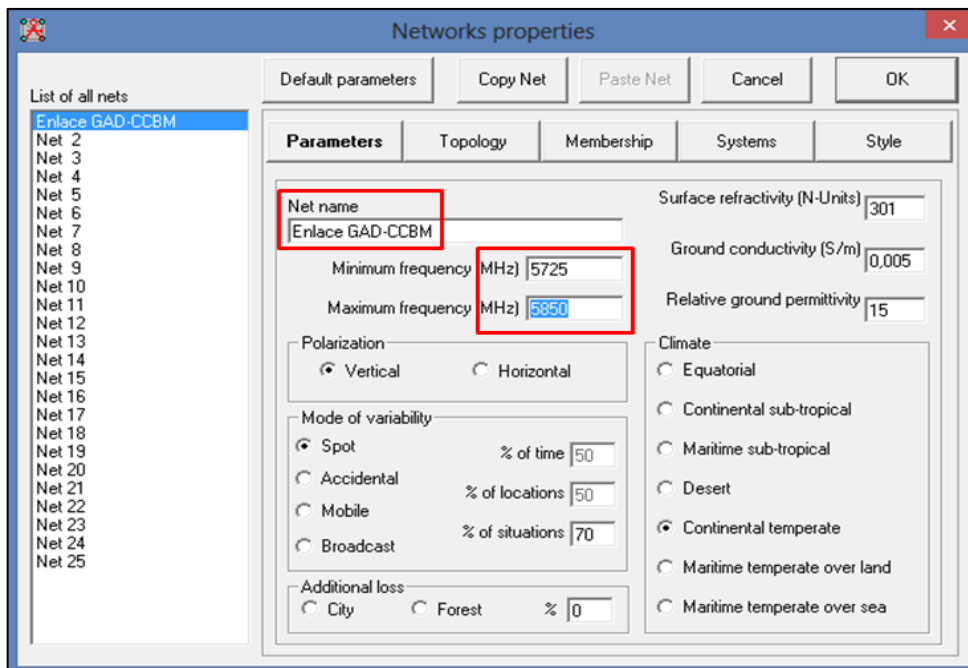 Networks properties
Default parameters Copy Net Paste Net Cancel OK
List of all nets
Enlace GAD-CCBM
Net 2
Net 3
Net 4
Net 5
Net 6
Net 7
Net 8
Net 9
Net 10
Net 11
Net 12
Net 13
Net 14
Net 15
Net 16
Net 17
Net 18
Net 19
Net 20
Net 21
Net 22
Net 23
Net 24
Net 25
Parameters Topology Membership Systems Style
Net name
Enlace GAD-CCBM
Minimum frequency MHz) 5725
Maximum frequency MHz) 5850
Surface refractivity (N-Units) 301
Ground conductivity (S/m) 0,005
Relative ground permittivity 15
Polarization
Vertical Horizontal
Mode of variability
Spot
Accidental
Mobile
Broadcast
% of time 50
% of locations 50
% of situations 70
Additional loss
City Forest % 0
Climate
Equatorial
Continental sub-tropical
Maritime sub-tropical
Desert
Continental temperate
Maritime temperate over land
Maritime temperate over sea